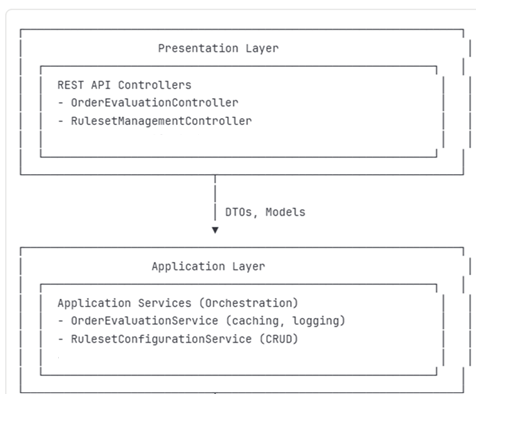 Presentation Layer
REST API Controllers
- OrderEvaluationController
- RulesetManagementController
DTOs, Models
Application Layer
Application Services (Orchestration)
- OrderEvaluationService (caching, logging)
- RulesetConfigurationService (CRUD)